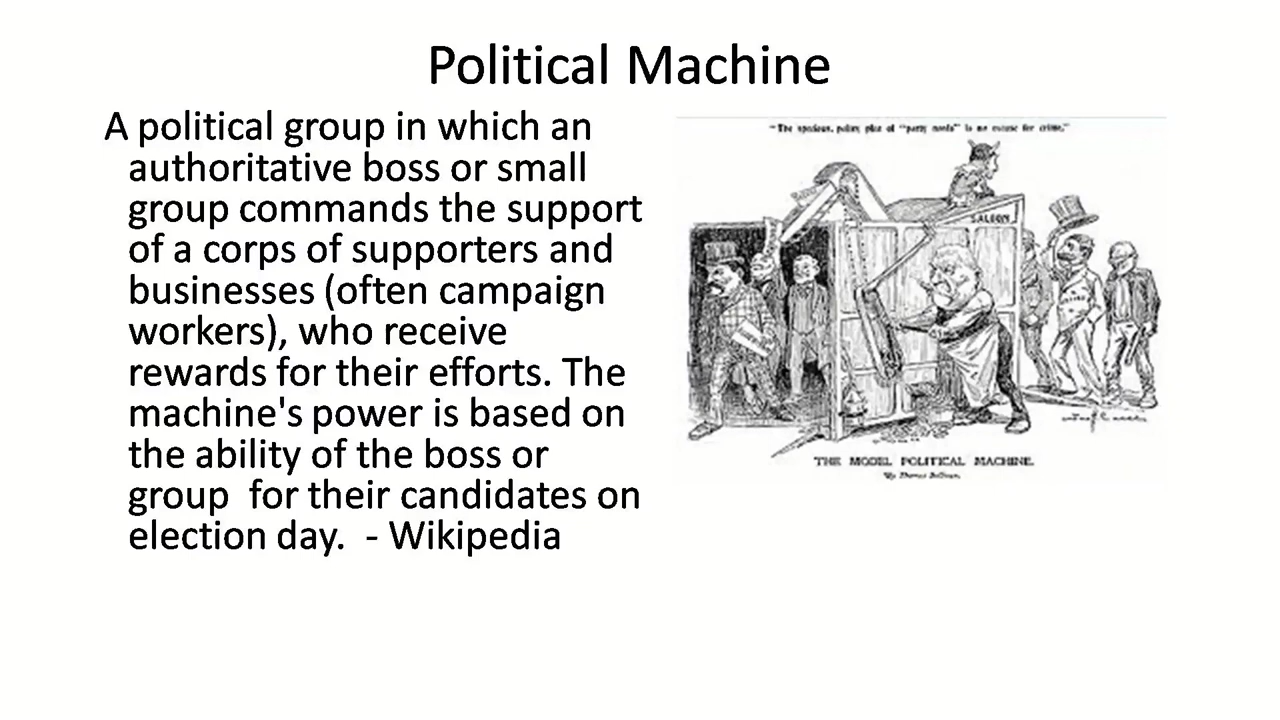 Political Machine
A political group in which an
authoritative boss or small
group commands the support
of a corps of supporters and
businesses (often campaign
workers), who receive
rewards for their efforts. The
machine's power is based on
the ability of the boss or
group  for their candidates on
election day.  - Wikipedia
"The specious, policy plea of "party needs" is no excuse for crime."
SALOON
THE MODEL POLITICAL MACHINE.